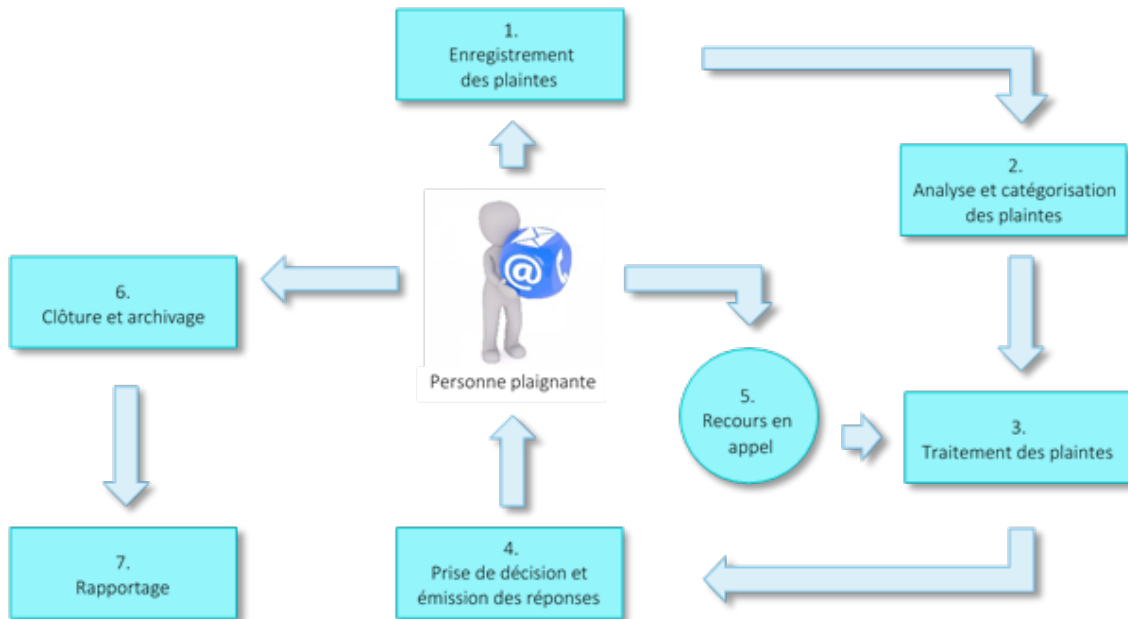 1.
Enregistrement
des plaintes
2.
Analyse et catégorisation
des plaintes
@
Personne plaignante
6.
Clôture et archivage
5.
Recours en
appel
3.
Traitement des plaintes
4.
Prise de décision et
émission des réponses
7.
Rapportage